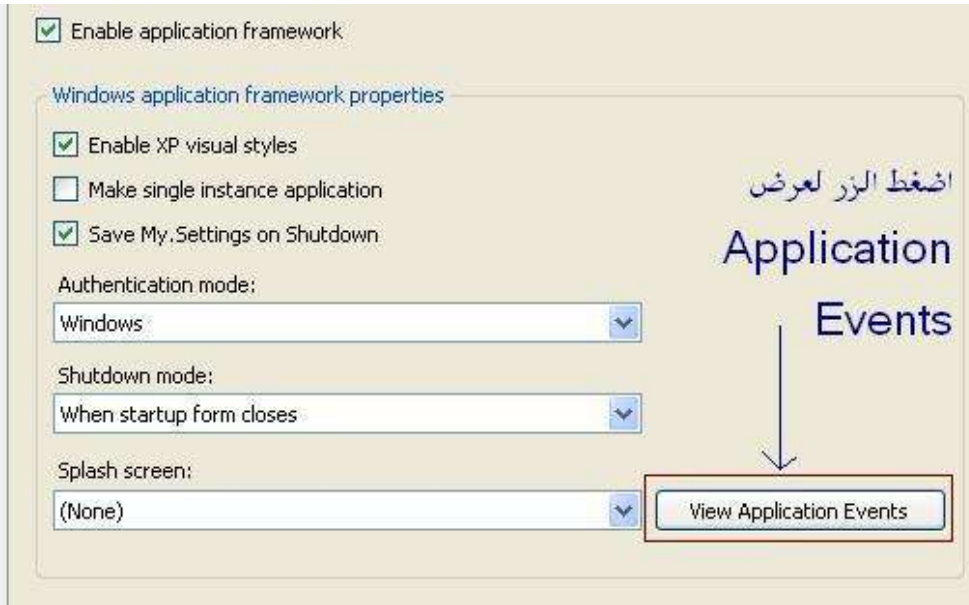 Enable application framework
Windows application framework properties
Enable XP visual styles
Make single instance application
Save My.Settings on Shutdown
اضغط الزر لعرض
Application
Events
Authentication mode:
Windows
Shutdown mode:
When startup form closes
Splash screen:
(None)
View Application Events